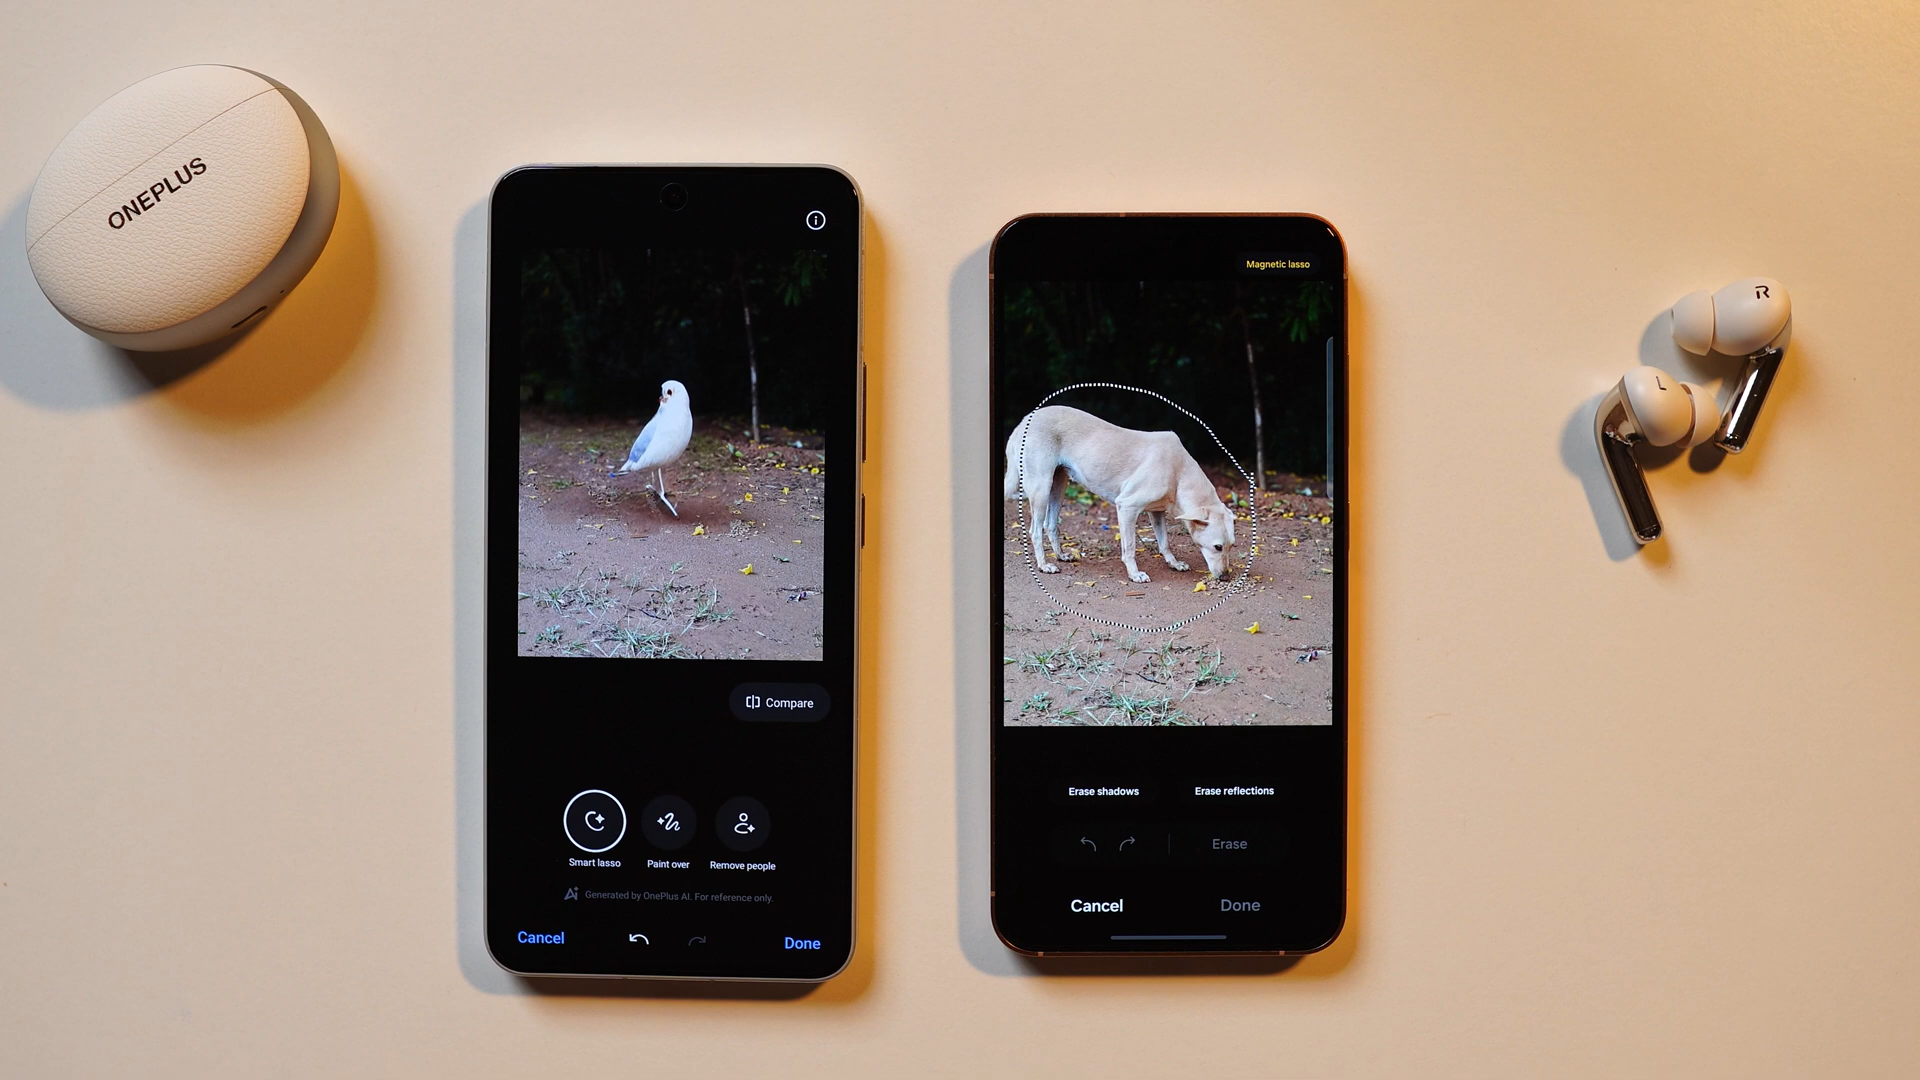 ONEPLUS
Compare
Smart lasso
Paint over
Remove people
Ai Generated by OnePlus AI. For reference only.
Cancel
Done
Magnetic lasso
Erase shadows
Erase reflections
Erase
Cancel
Done
R
L